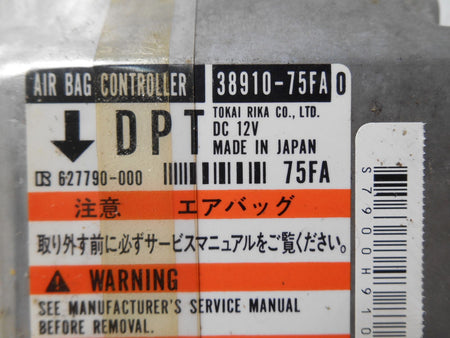 AIR BAG CONTROLLER 38910-75FA0
DPT TOKAI RIKA CO., LTD.
DC 12V
MADE IN JAPAN
627790-000 75FA
注意 エアバッグ
取り外す前に必ずサービスマニュアルをご覧ください。
WARNING
SEE MANUFACTURER'S SERVICE MANUAL
BEFORE REMOVAL.
S7900H910